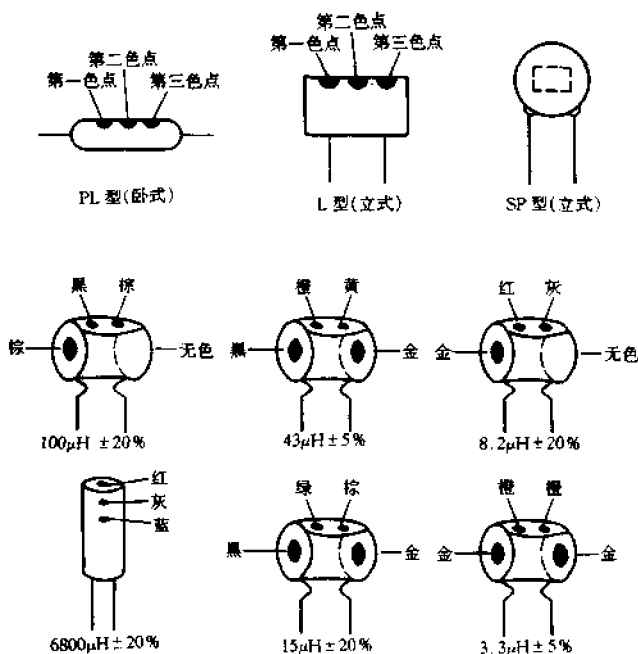 第二色点
第一色点 第三色点
PL 型(卧式)
第二色点
第一色点 第三色点
L 型(立式)
SP 型(立式)
黑 棕
棕 无色
100μH±20%
橙 黄
黑 金
43μH±5%
红 灰
金 无色
8.2μH±20%
红
灰
蓝
6800μH±20%
绿 棕
黑 金
15μH±20%
橙 橙
金 金
3.3μH±5%